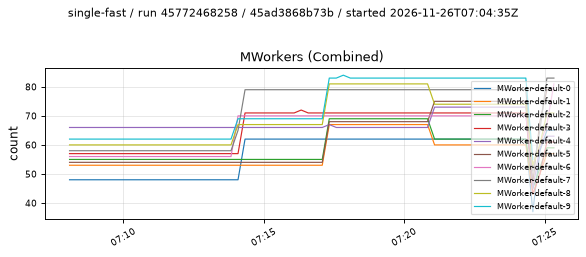 single-fast / run 45772468258 / 45ad3868b73b / started 2026-11-26T07:04:35Z
MWorkers (Combined)
count
80
70
60
50
40
07:10
07:15
07:20
07:25
MWorker-default-0
MWorker-default-1
MWorker-default-2
MWorker-default-3
MWorker-default-4
MWorker-default-5
MWorker-default-6
MWorker-default-7
MWorker-default-8
MWorker-default-9